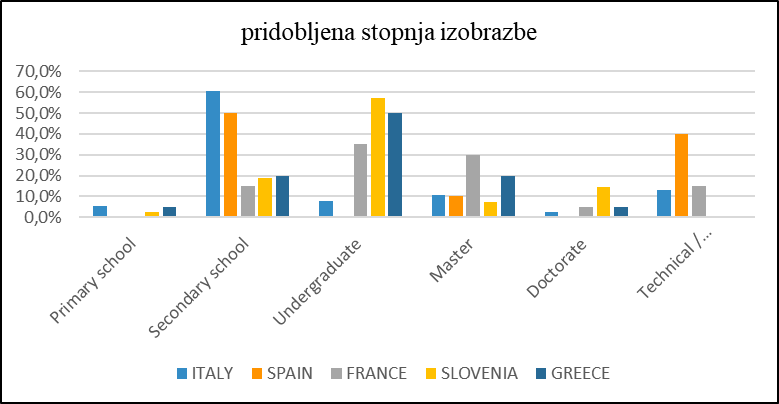 pridobljena stopnja izobrazbe
70,0%
60,0%
50,0%
40,0%
30,0%
20,0%
10,0%
0,0%
Primary school
Secondary school
Undergraduate
Master
Doctorate
Technical /...
ITALY SPAIN FRANCE SLOVENIA GREECE